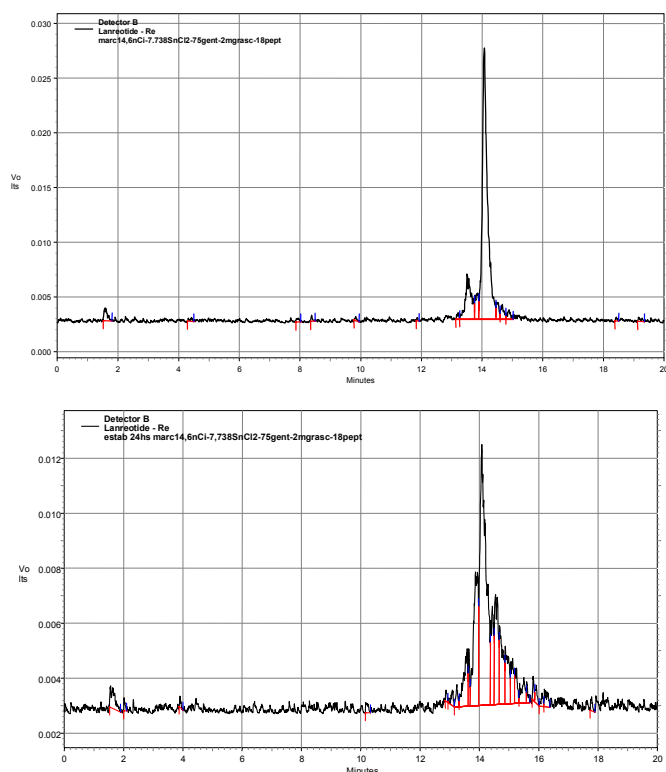 Detector B
Lanreotide - Re
marc14,6nCi-7.738SnCl2-75gent-2mgrasc-18pept
0.030
0.025
0.020
0.015
0.010
0.005
0.000
Vo
lts
0 2 4 6 8 10 12 14 16 18 20
Minutes
Detector B
Lanreotide - Re
estab 24hs marc14,6nCi-7,738SnCl2-75gent-2mgrasc-18pept
0.012
0.010
0.008
0.006
0.004
0.002
Vo
lts
0 2 4 6 8 10 12 14 16 18 20
Minutes